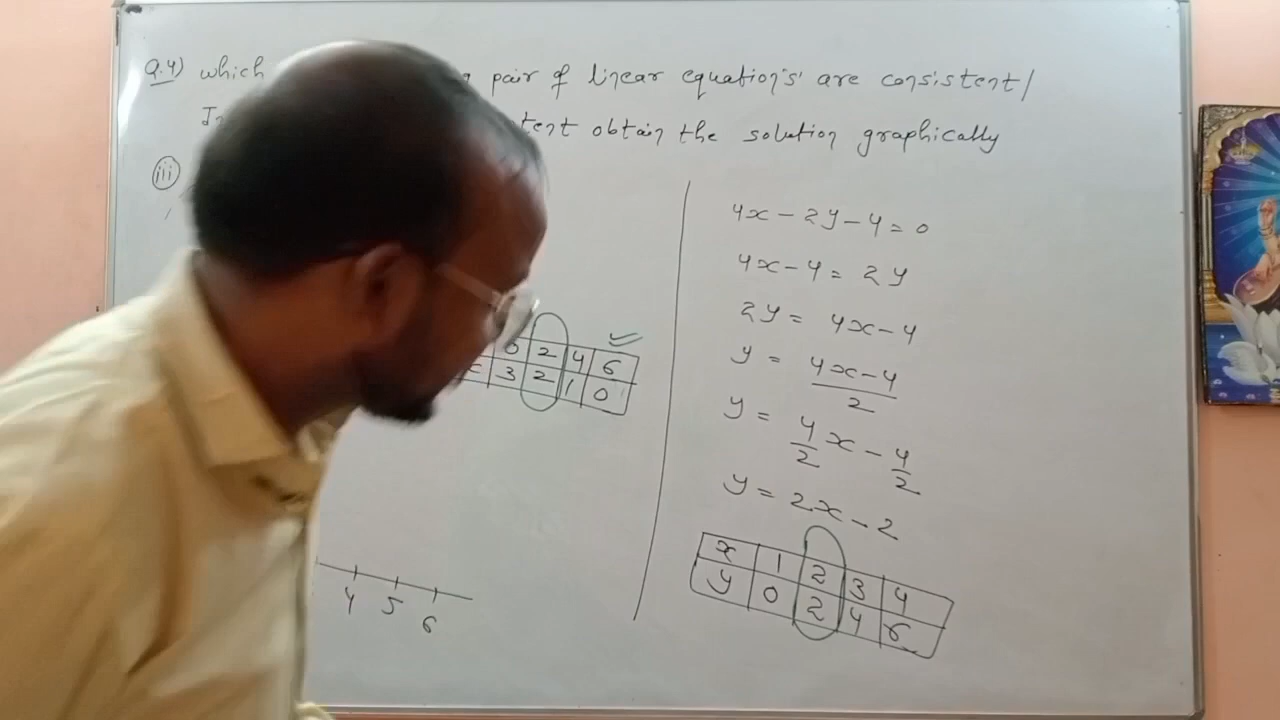 Q.4) which pair of linear equation's' are consistent/
obtain the solution graphically
(iii)
0 2 4 6
3 2 1 0
4 5 6
4x - 2y - 4 = 0
4x - 4 = 2y
2y = 4x - 4
y = 4x - 4 / 2
y = 4/2 x - 4/2
y = 2x - 2
x 1 2 3 4
y 0 2 4 6